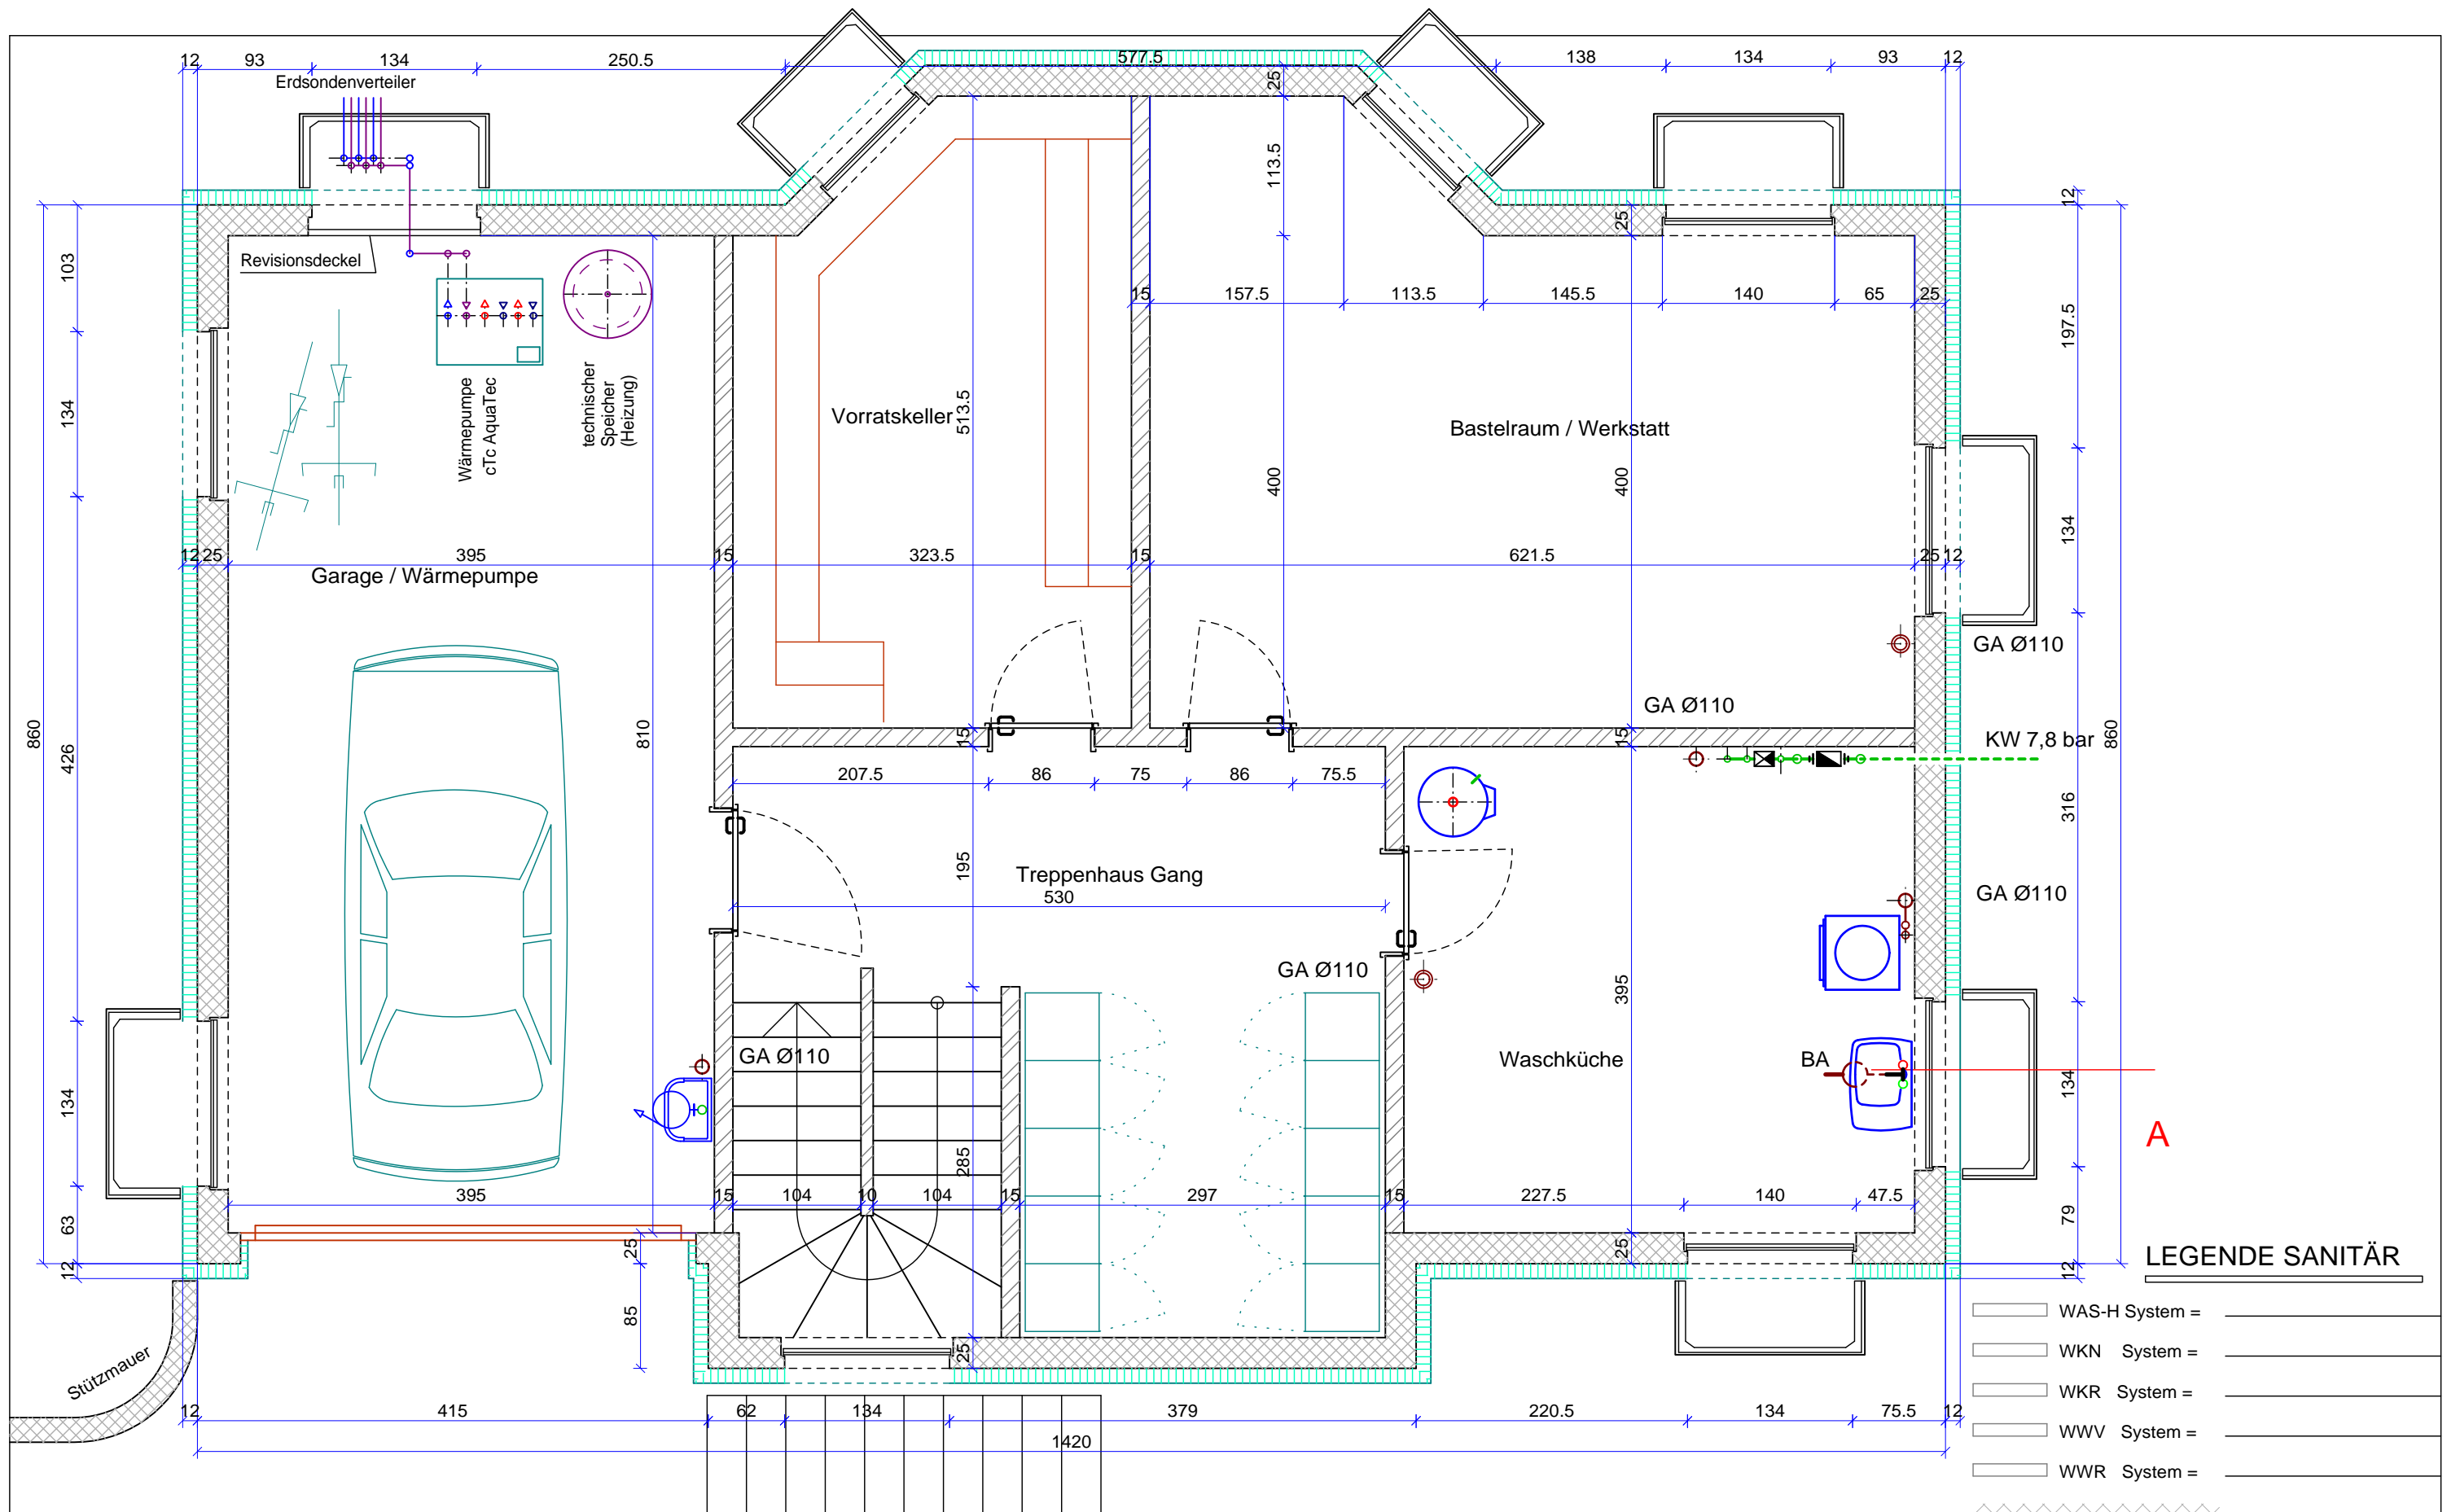 12 93 134 250.5 577.5 138 134 93 12
Erdsondenverteiler
25
113.5
12
25
103
Revisionsdeckel
15 157.5 113.5 145.5 140 65 25
197.5
134
Wärmepumpe
cTc AquaTec
technischer
Speicher
(Heizung)
Vorratskeller
513.5
Bastelraum / Werkstatt
400
400
134
12 25 395 15 323.5 15 621.5 25 12
Garage / Wärmepumpe
GA Ø110
GA Ø110
860
426
810
15
15
KW 7,8 bar
860
207.5 86 75 86 75.5
316
195
Treppenhaus Gang
530
GA Ø110
GA Ø110
395
GA Ø110
Waschküche
BA
134
134
A
285
395 15 104 10 104 15 297 15 227.5 140 47.5
63
79
25
25
12
12
LEGENDE SANITÄR
85
25
WAS-H System =
WKN System =
WKR System =
WWV System =
WWR System =
Stützmauer
12 415 62 134 379 220.5 134 75.5 12
1420